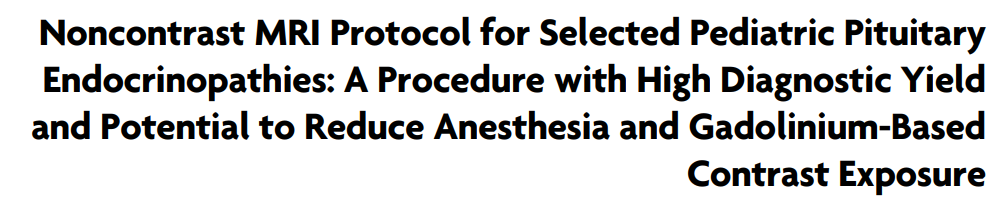 Noncontrast MRI Protocol for Selected Pediatric Pituitary
Endocrinopathies: A Procedure with High Diagnostic Yield
and Potential to Reduce Anesthesia and Gadolinium-Based
Contrast Exposure